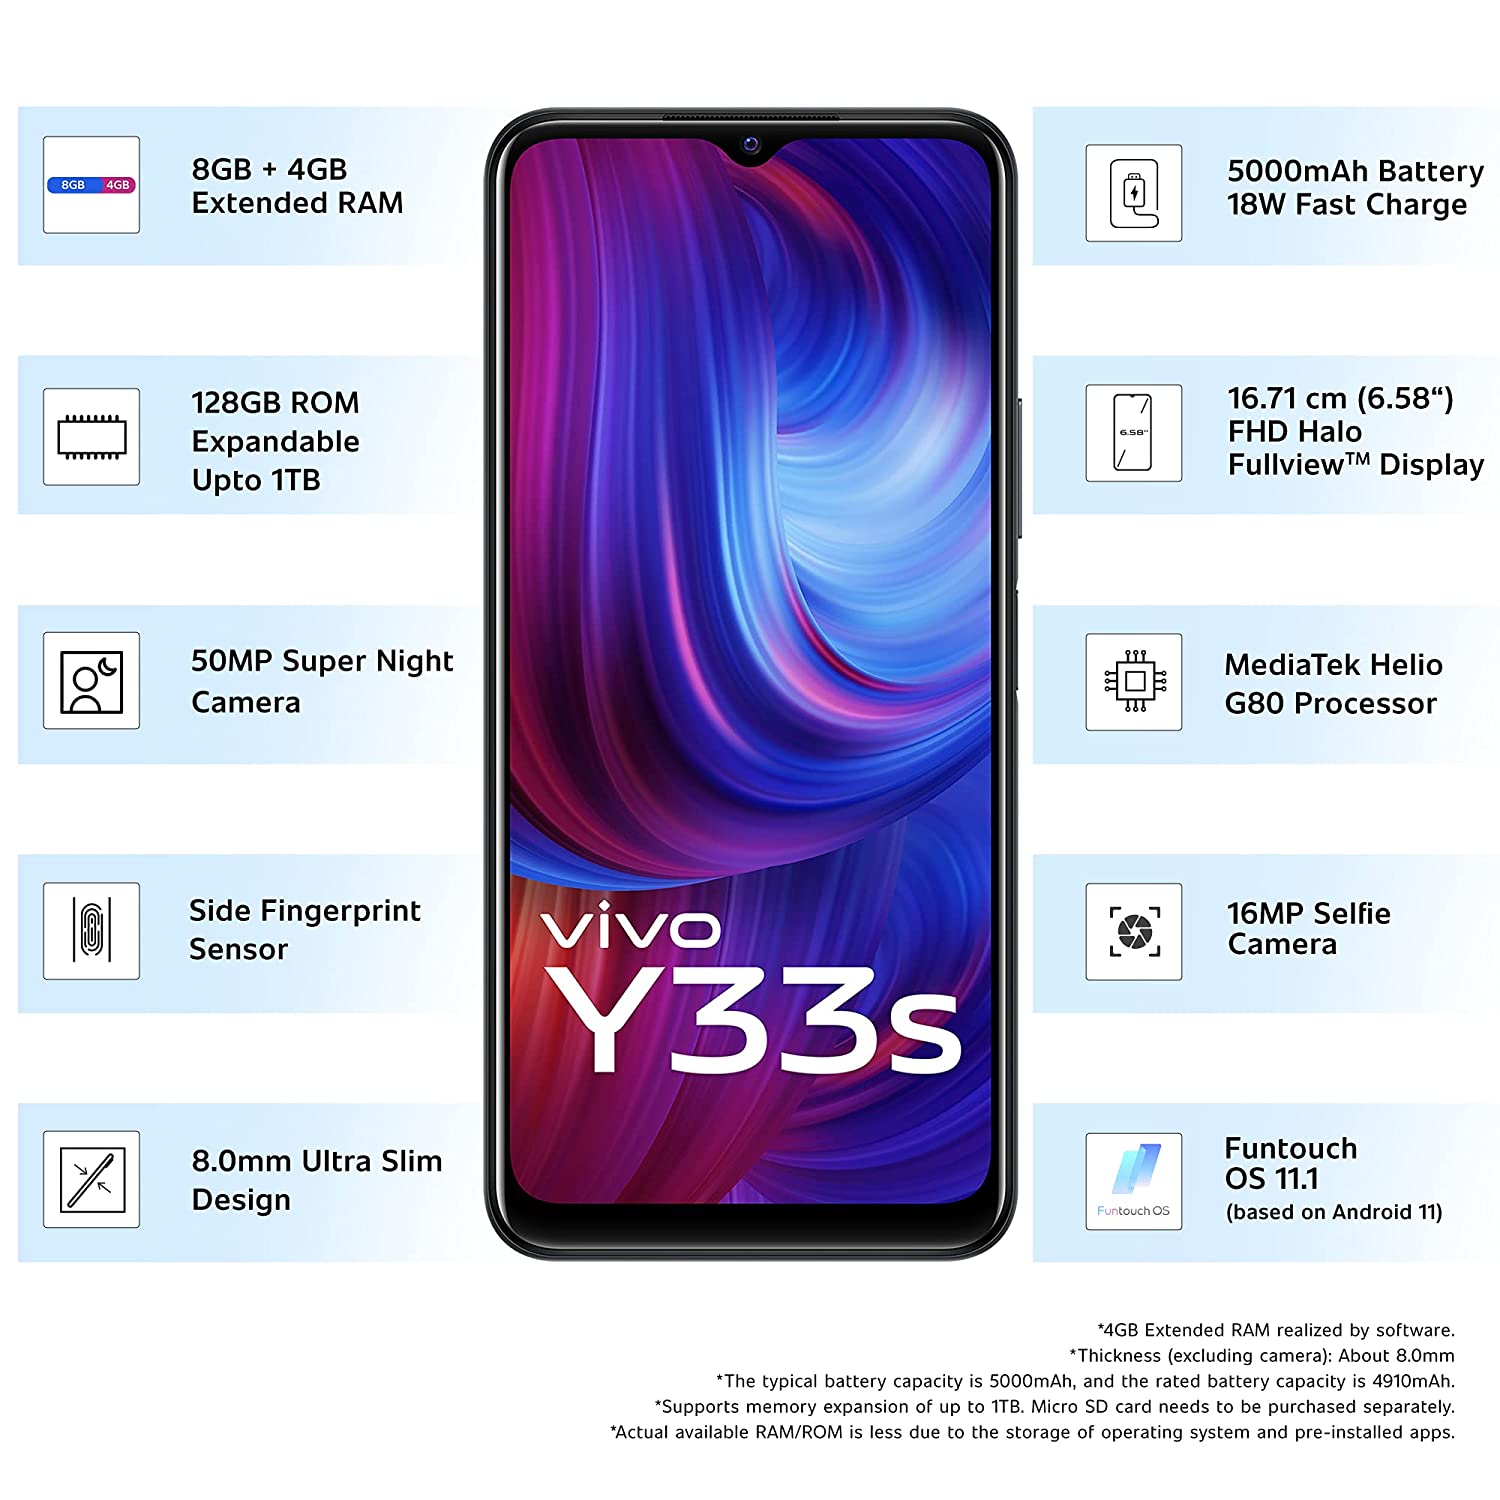 8GB 4GB
8GB + 4GB
Extended RAM
128GB ROM
Expandable
Upto 1TB
50MP Super Night
Camera
Side Fingerprint
Sensor
8.0mm Ultra Slim
Design
vivo
Y33s
5000mAh Battery
18W Fast Charge
6.58"
16.71 cm (6.58“)
FHD Halo
Fullview™ Display
MediaTek Helio
G80 Processor
16MP Selfie
Camera
Funtouch OS
Funtouch
OS 11.1
(based on Android 11)
*4GB Extended RAM realized by software.
*Thickness (excluding camera): About 8.0mm
*The typical battery capacity is 5000mAh, and the rated battery capacity is 4910mAh.
*Supports memory expansion of up to 1TB. Micro SD card needs to be purchased separately.
*Actual available RAM/ROM is less due to the storage of operating system and pre-installed apps.